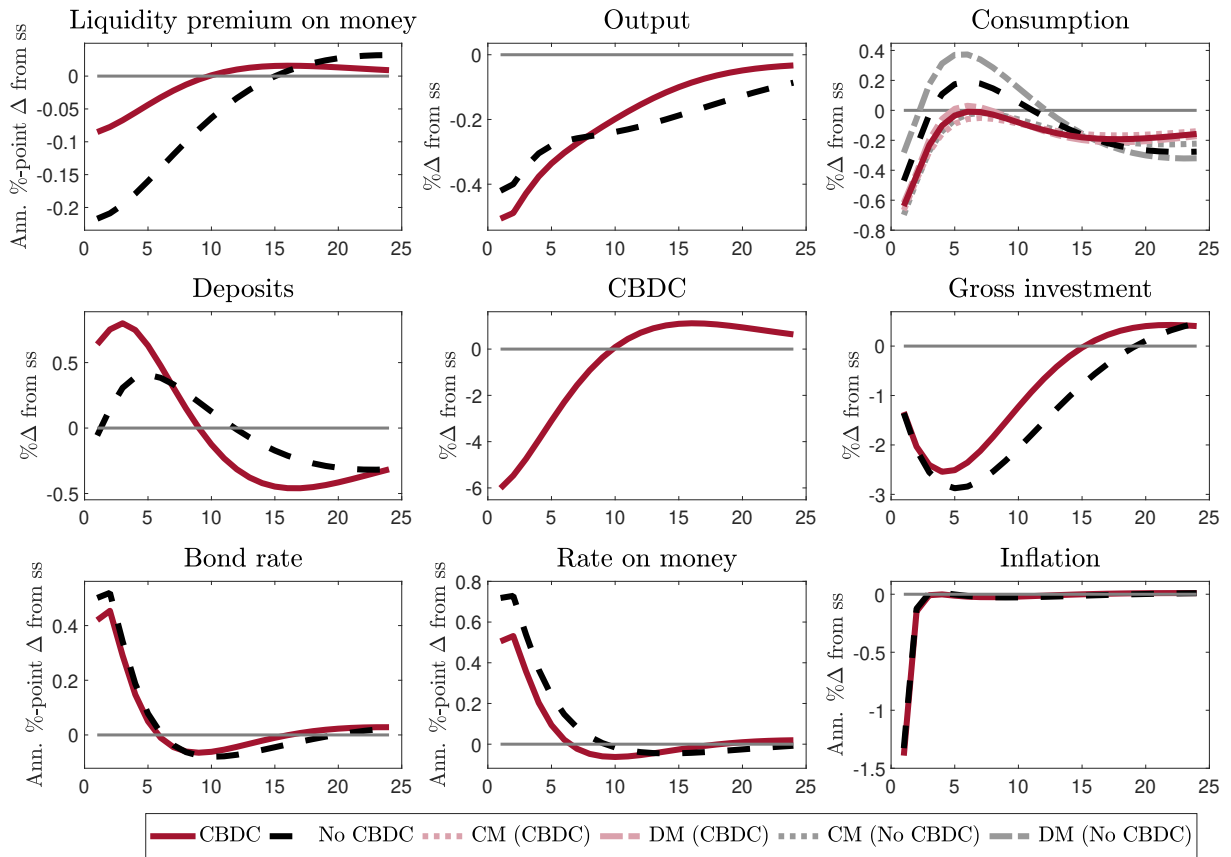 Liquidity premium on money
Ann. %-point Δ from ss
0
-0.05
-0.1
-0.15
-0.2
0 5 10 15 20 25
Output
%Δ from ss
0
-0.2
-0.4
0 5 10 15 20 25
Consumption
%Δ from ss
0.4
0.2
0
-0.2
-0.4
-0.6
-0.8
0 5 10 15 20 25
Deposits
%Δ from ss
0.5
0
-0.5
0 5 10 15 20 25
CBDC
%Δ from ss
0
-2
-4
-6
0 5 10 15 20 25
Gross investment
%Δ from ss
0
-1
-2
-3
0 5 10 15 20 25
Bond rate
Ann. %-point Δ from ss
0.4
0.2
0
0 5 10 15 20 25
Rate on money
Ann. %-point Δ from ss
0.8
0.6
0.4
0.2
0
0 5 10 15 20 25
Inflation
Ann. %Δ from ss
0
-0.5
-1
-1.5
0 5 10 15 20 25
CBDC No CBDC CM (CBDC) DM (CBDC) CM (No CBDC) DM (No CBDC)